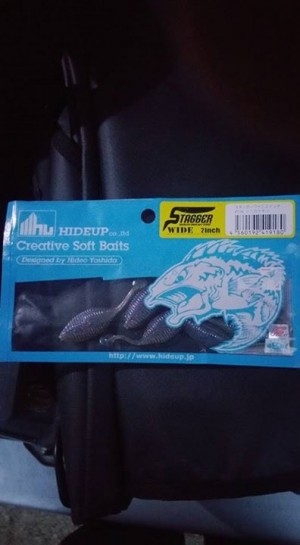 HIDEUP co.,ltd
Creative Soft Baits
Designed by Hideo Yoshida
STAGGER
WIDE 2inch
http://www.hideup.jp